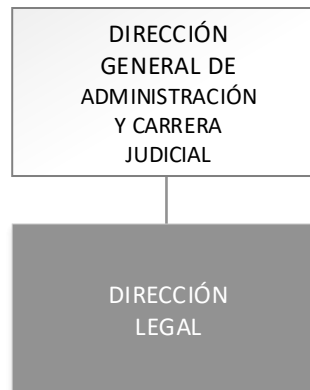 DIRECCIÓN
GENERAL DE
ADMINISTRACIÓN
Y CARRERA
JUDICIAL
DIRECCIÓN
LEGAL